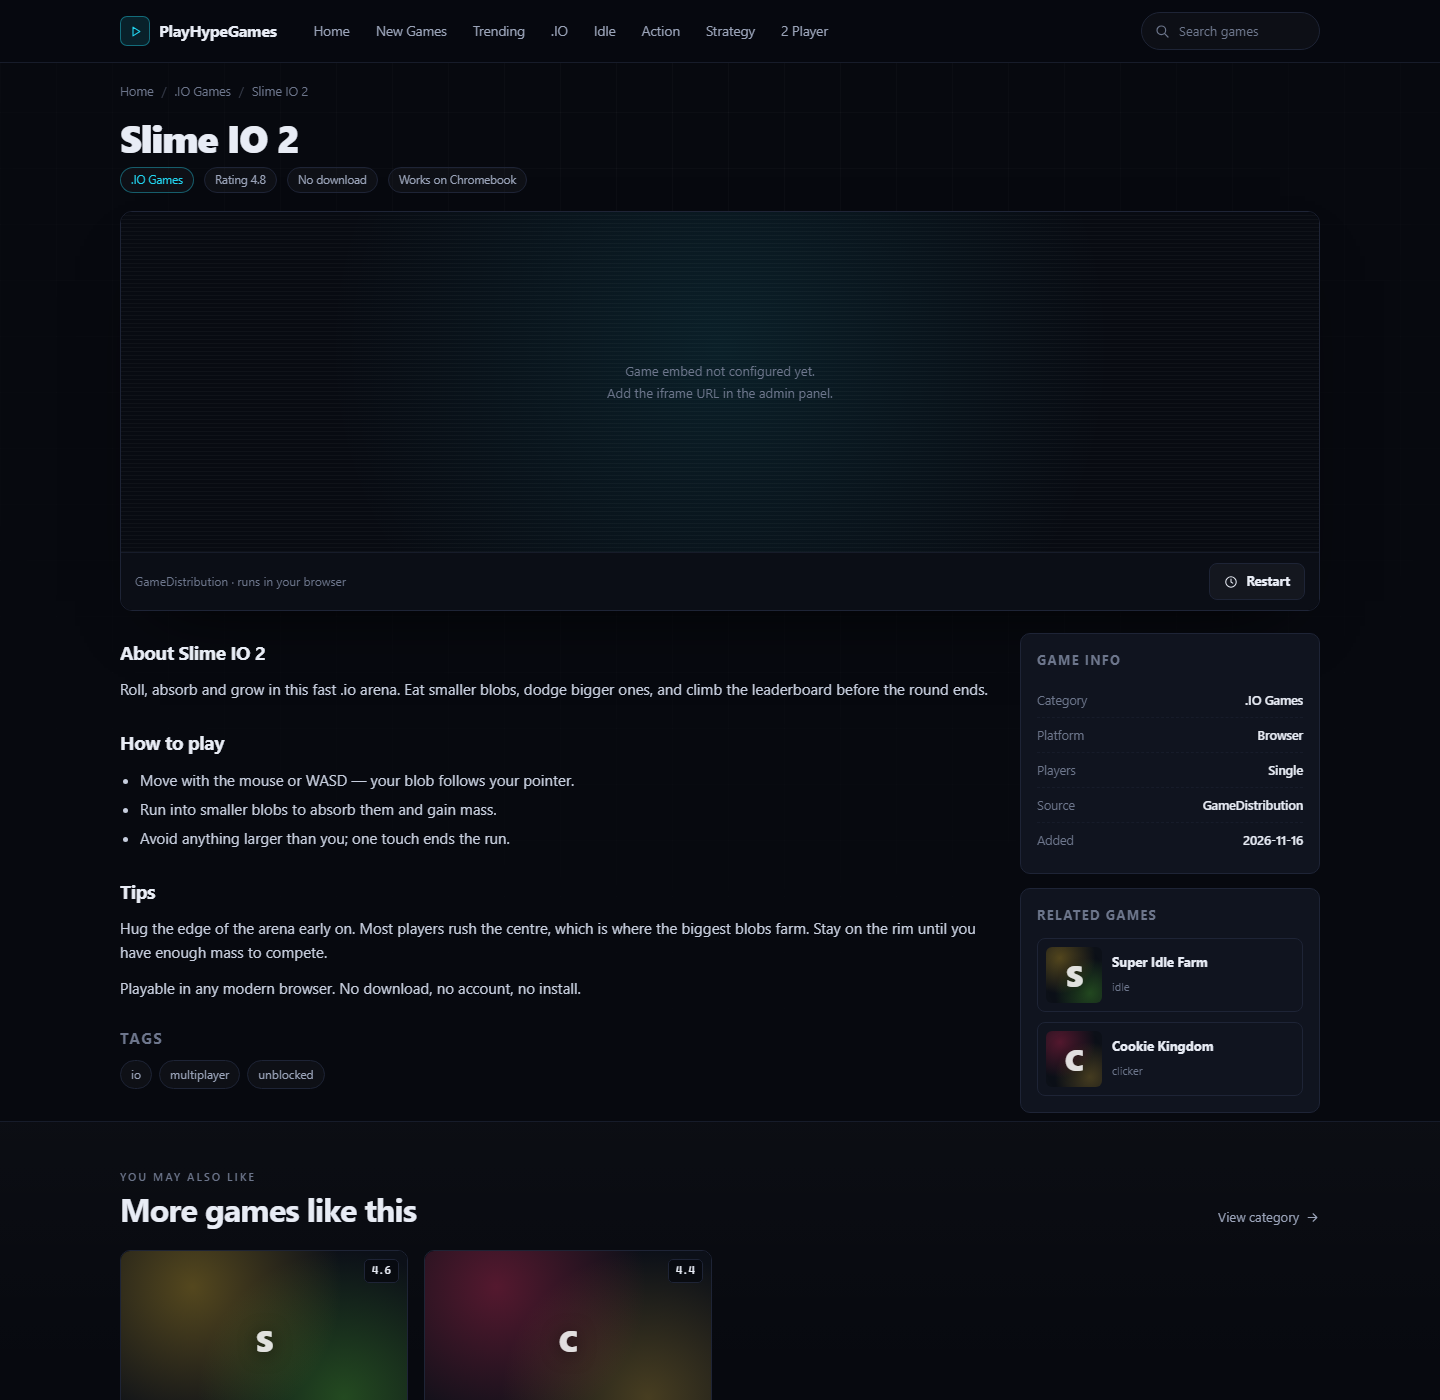 PlayHypeGames
Home
New Games
Trending
.IO
Idle
Action
Strategy
2 Player
Search games
Home / .IO Games / Slime IO 2
Slime IO 2
.IO Games
Rating 4.8
No download
Works on Chromebook
Game embed not configured yet.
Add the iframe URL in the admin panel.
GameDistribution · runs in your browser
Restart
About Slime IO 2
Roll, absorb and grow in this fast .io arena. Eat smaller blobs, dodge bigger ones, and climb the leaderboard before the round ends.
How to play
• Move with the mouse or WASD — your blob follows your pointer.
• Run into smaller blobs to absorb them and gain mass.
• Avoid anything larger than you; one touch ends the run.
Tips
Hug the edge of the arena early on. Most players rush the centre, which is where the biggest blobs farm. Stay on the rim until you
have enough mass to compete.
Playable in any modern browser. No download, no account, no install.
TAGS
io
multiplayer
unblocked
GAME INFO
Category .IO Games
Platform Browser
Players Single
Source GameDistribution
Added 2026-11-16
RELATED GAMES
S
Super Idle Farm
idle
C
Cookie Kingdom
clicker
YOU MAY ALSO LIKE
More games like this
View category →
4.6
S
4.4
C